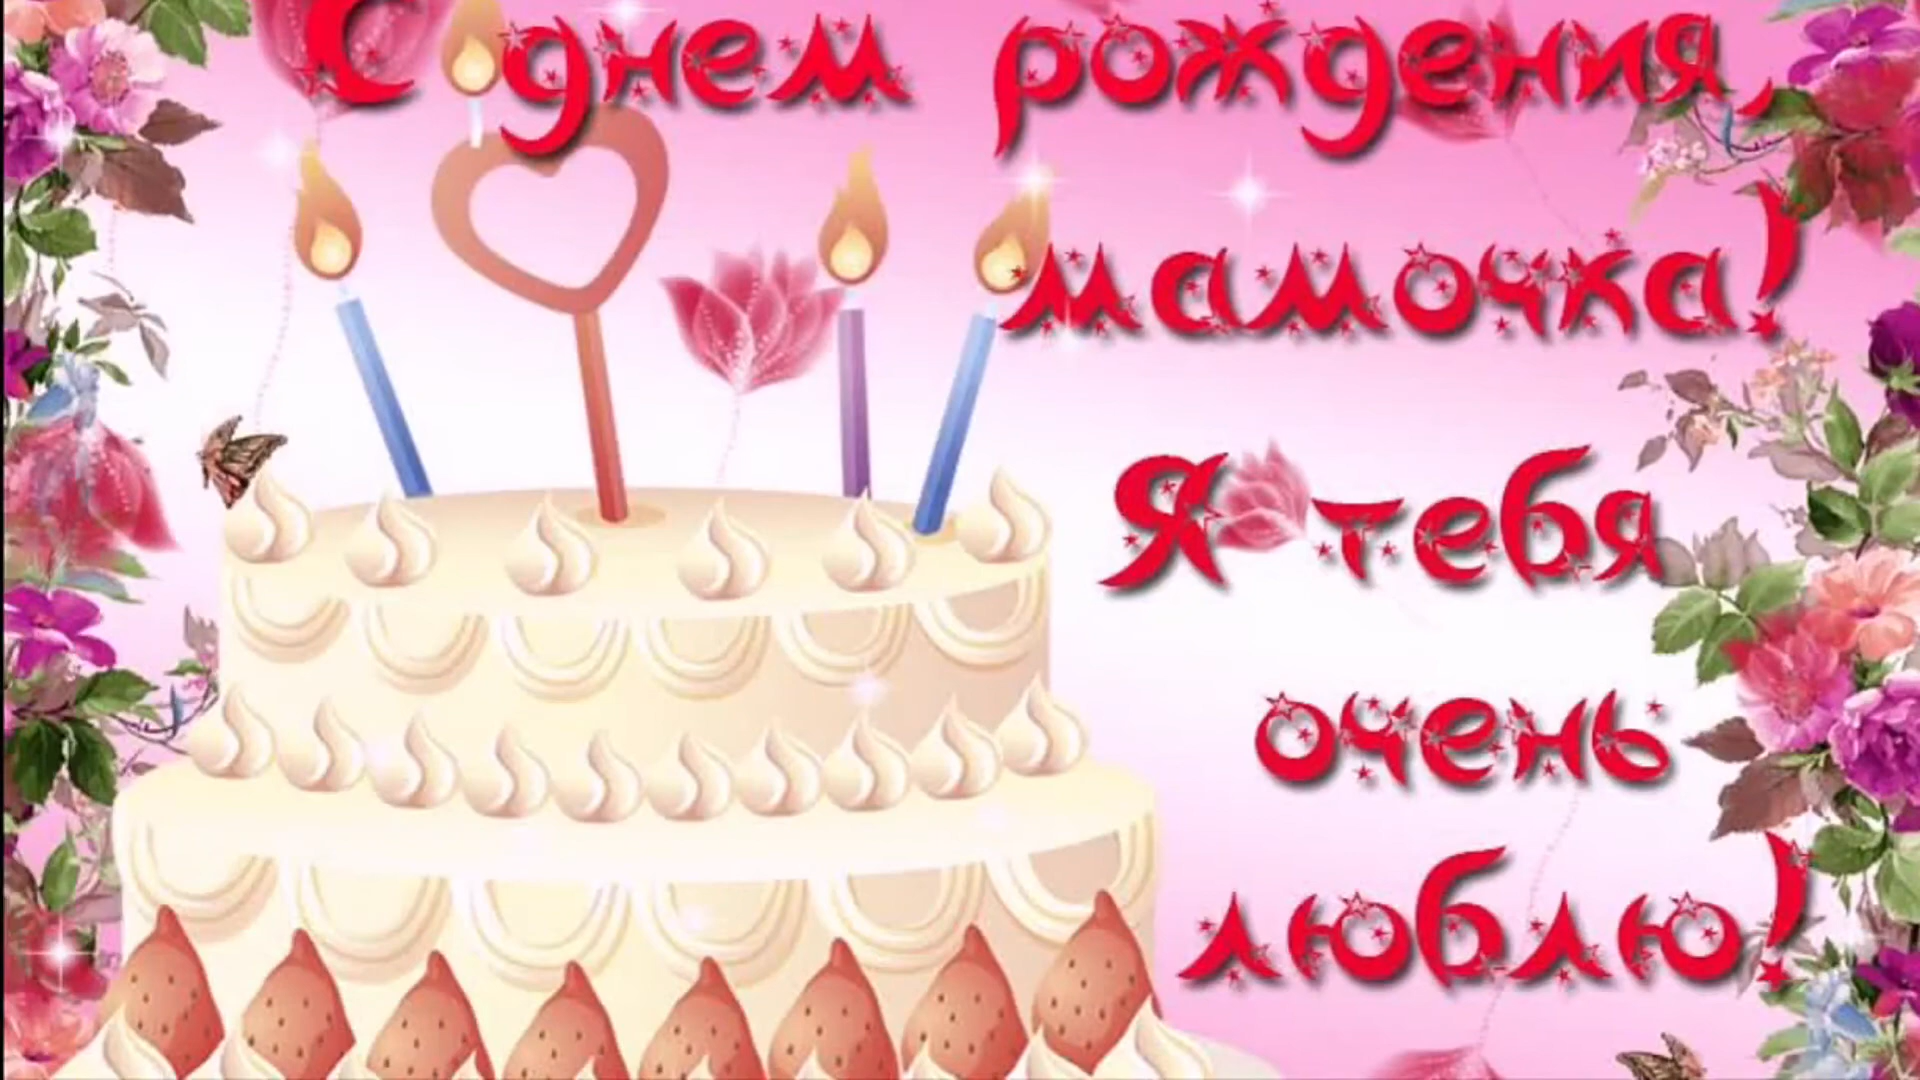 С днем рождения,
мамочка!
Я тебя
очень
люблю!